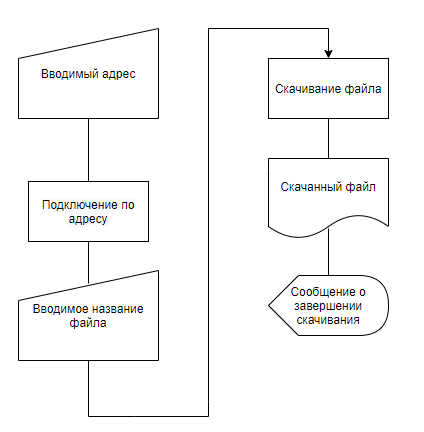 Вводимый адрес
Подключение по
адресу
Вводимое название
файла
Скачивание файла
Скачанный файл
Сообщение о
завершении
скачивания